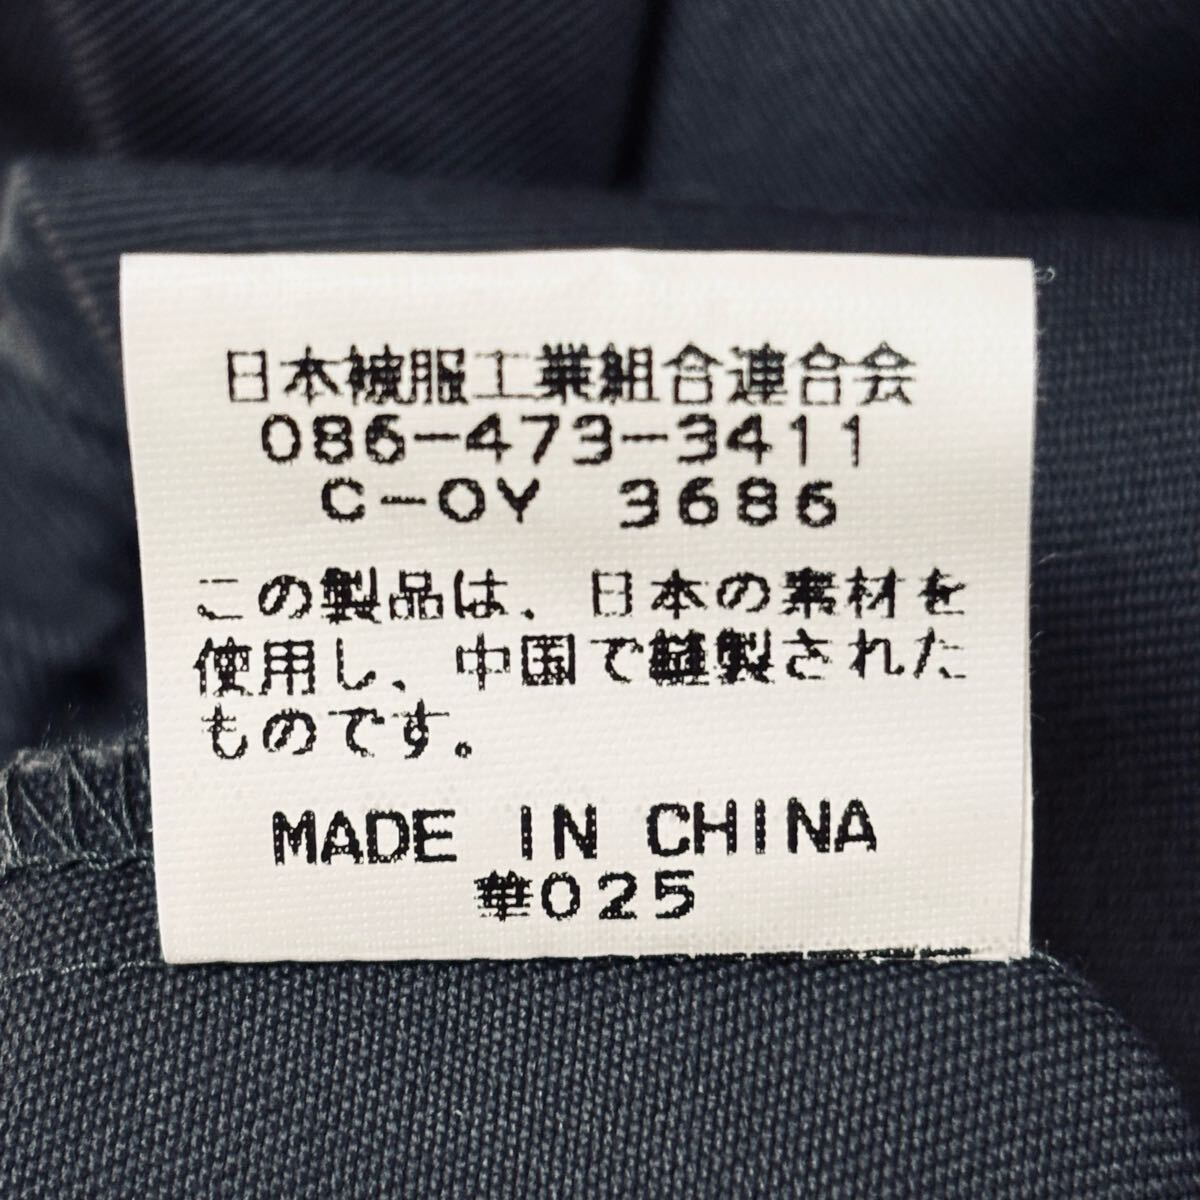 日本被服工業組合連合会
086-473-3411
C-OY 3686
この製品は、日本の素材を
使用し、中国で縫製された
ものです。
MADE IN CHINA
華025